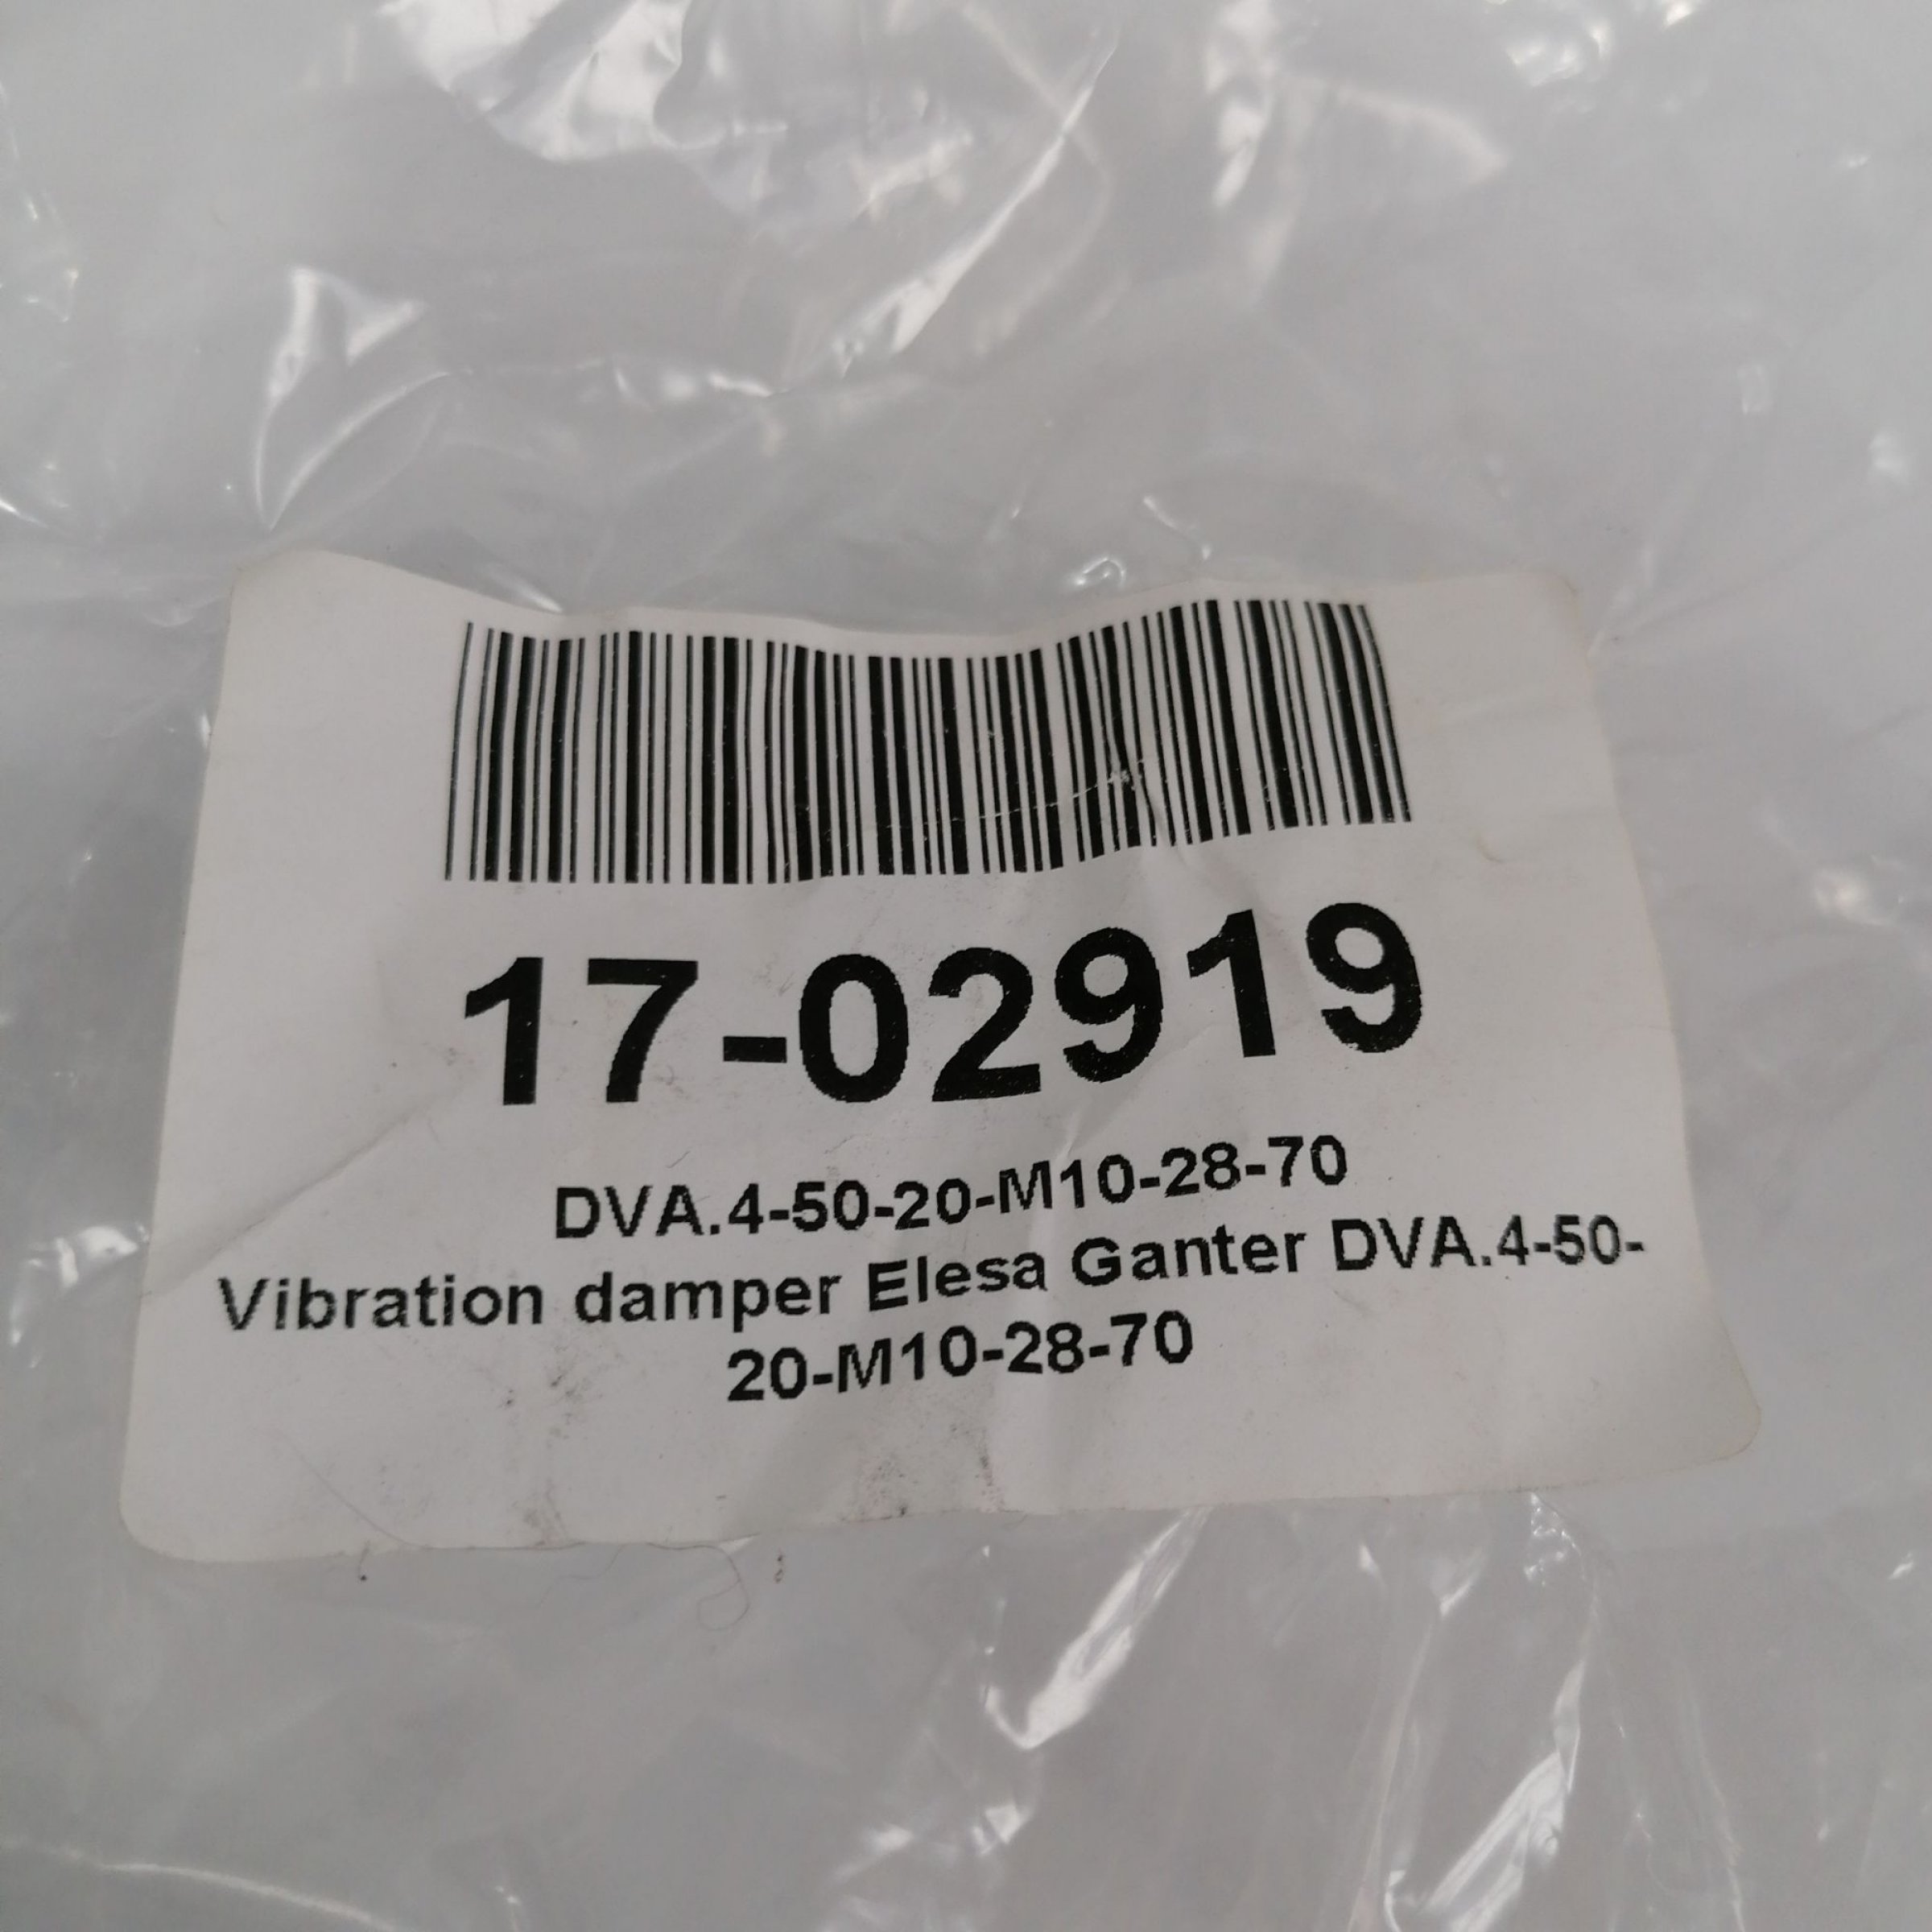 17-02919
DVA.4-50-20-M10-28-70
Vibration damper Elesa Ganter DVA.4-50-
20-M10-28-70